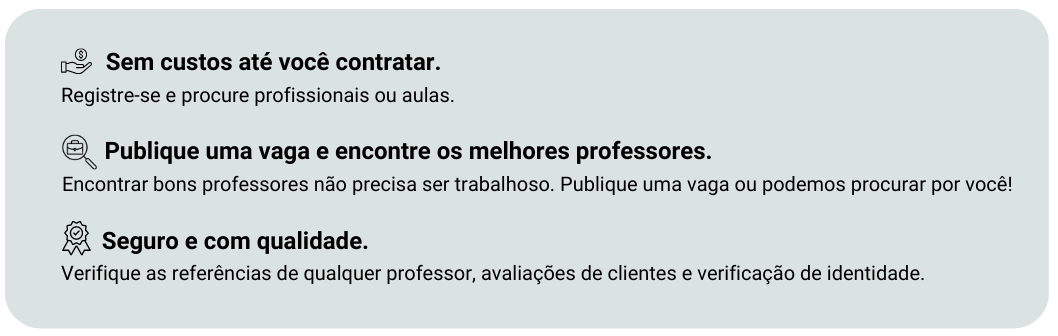 Sem custos até você contratar.
Registre-se e procure profissionais ou aulas.
Publique uma vaga e encontre os melhores professores.
Encontrar bons professores não precisa ser trabalhoso. Publique uma vaga ou podemos procurar por você!
Seguro e com qualidade.
Verifique as referências de qualquer professor, avaliações de clientes e verificação de identidade.